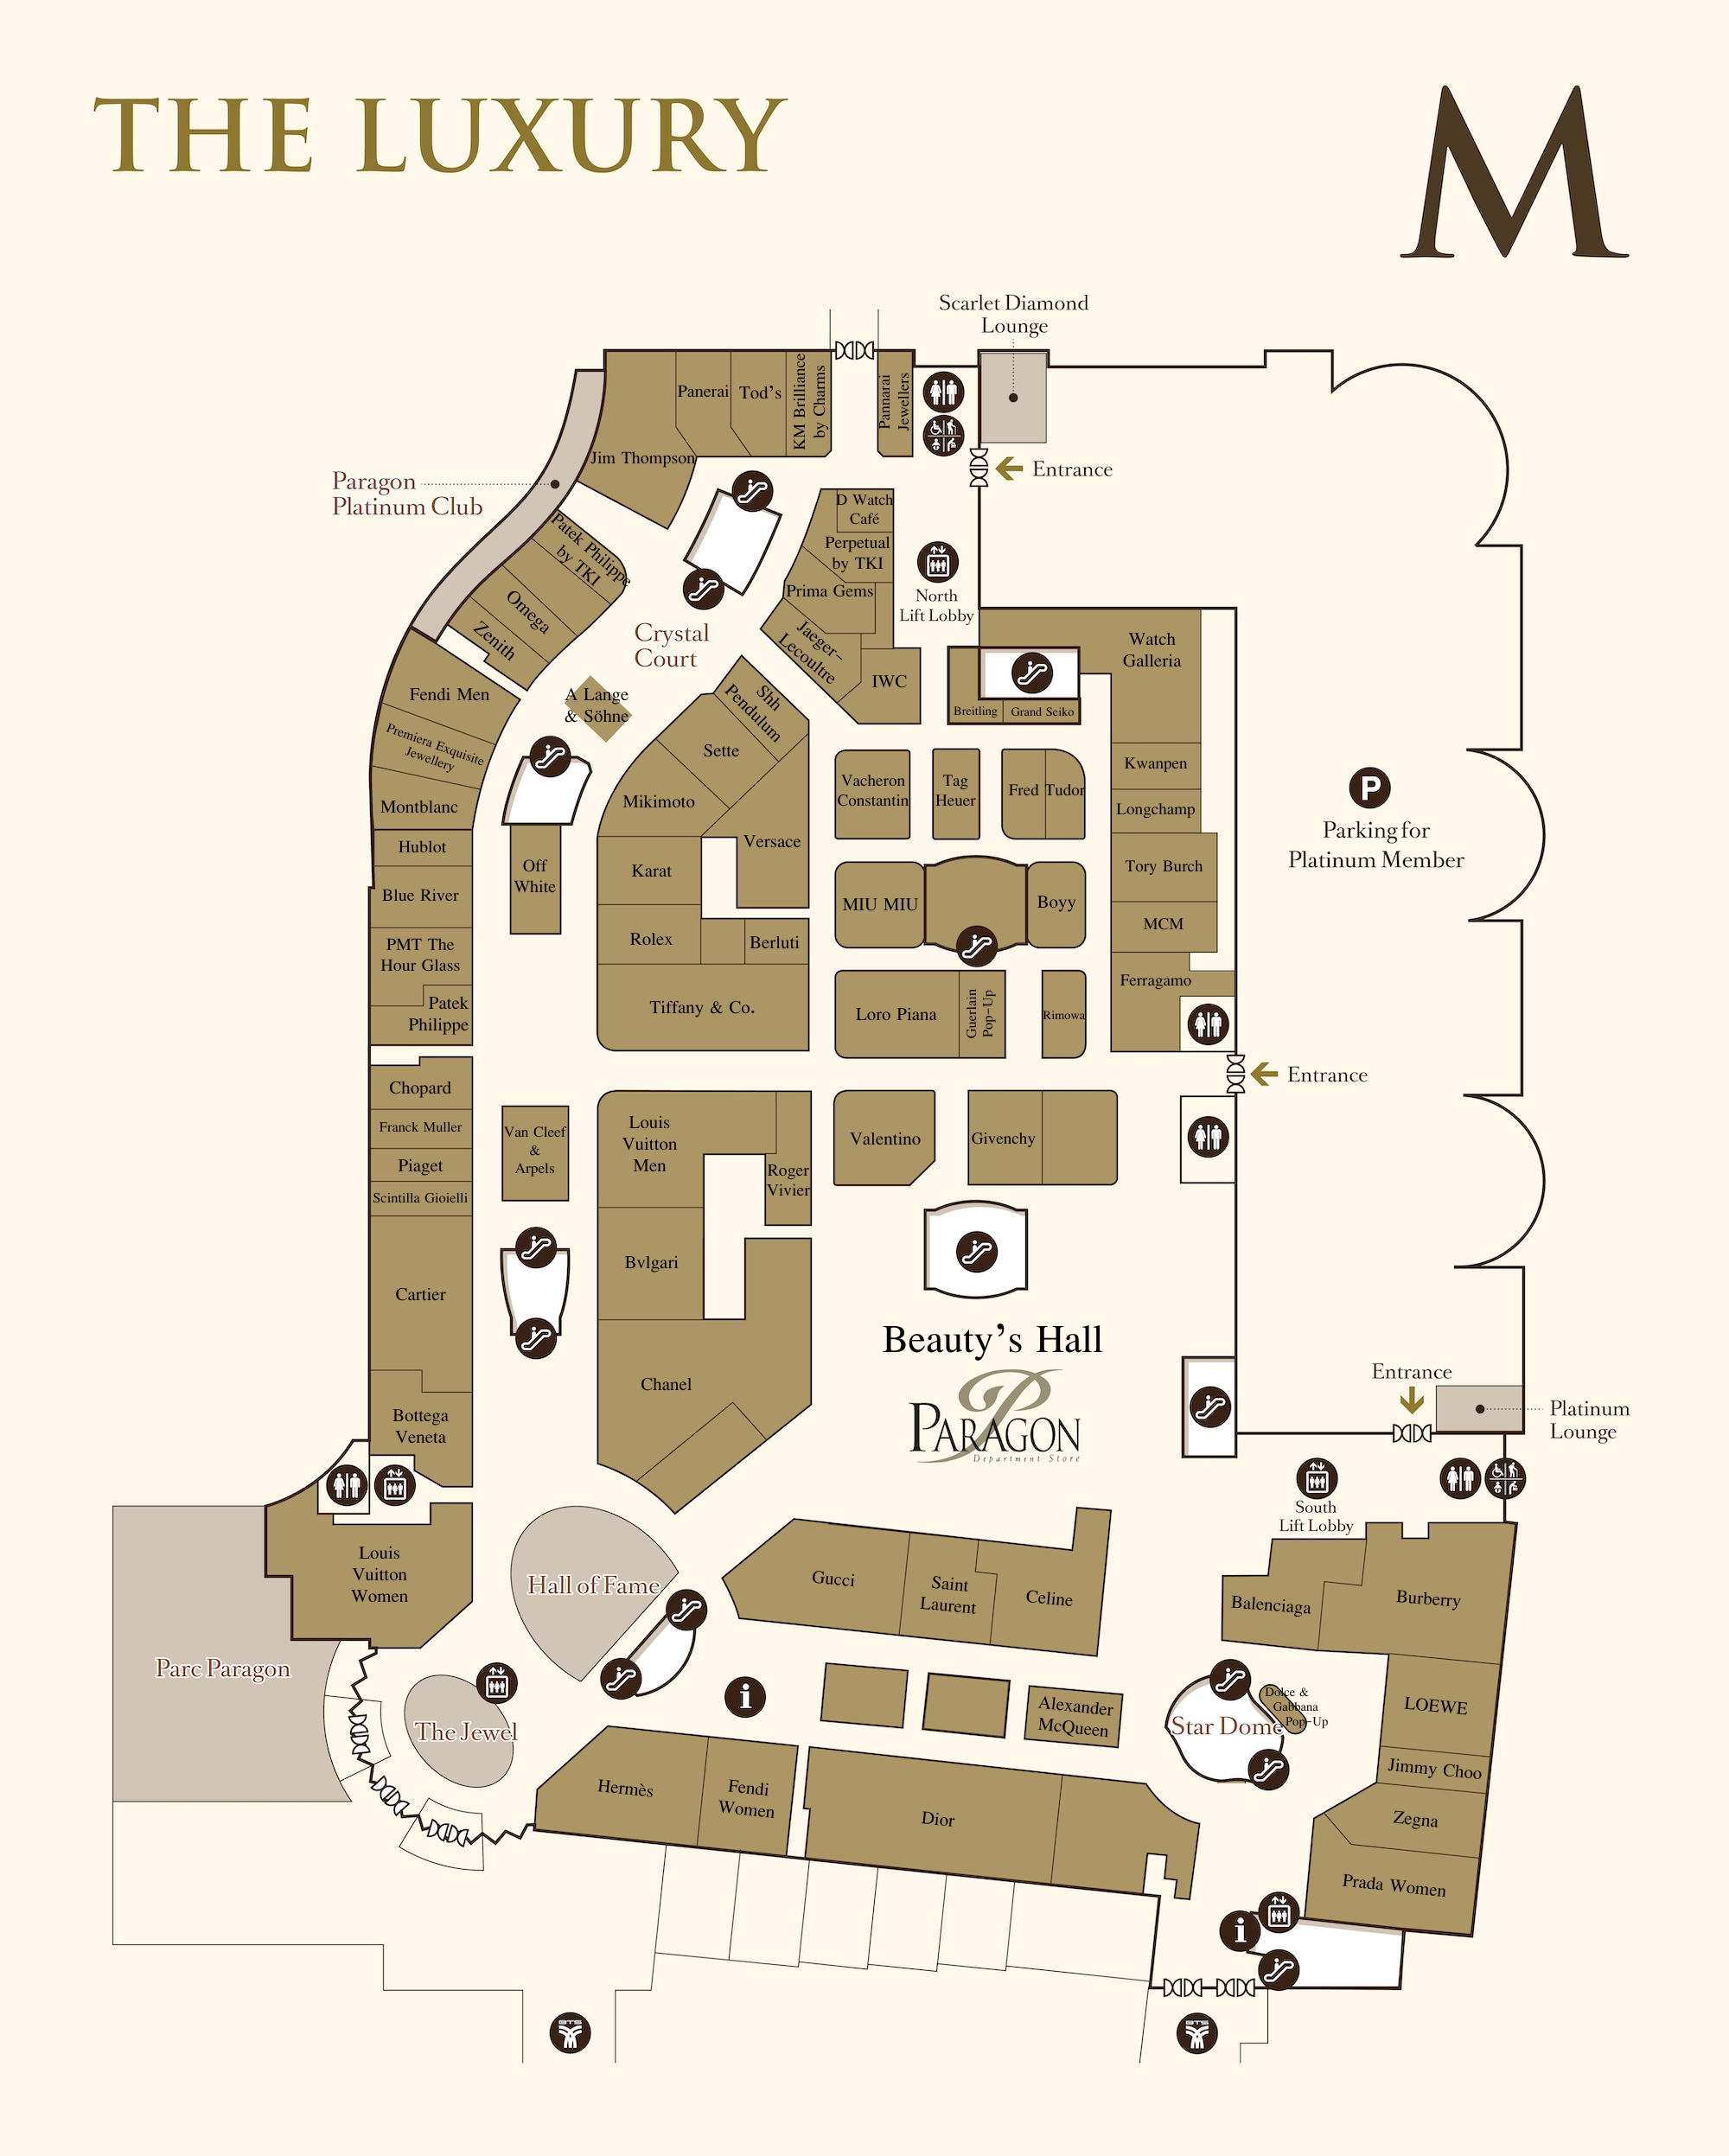 THE LUXURY
M
Scarlet Diamond
Lounge
Panerai
Tod's
KM Brilliance
by Charms
Pannarai
Jewellers
Jim Thompson
Entrance
Paragon
Platinum Club
D Watch
Café
Patek Philippe
by TKI
Perpetual
by TKI
Prima Gems
Omega
North
Lift Lobby
Zenith
Crystal
Court
Jaeger-
Lecoultre
Watch
Galleria
IWC
Fendi Men
A Lange
& Söhne
Shh
Pendulum
Breitling
Grand Seiko
Premiera Exquisite
Jewellery
Sette
Kwanpen
Vacheron
Constantin
Tag
Heuer
Fred
Tudor
P
Montblanc
Mikimoto
Longchamp
Parking for
Platinum Member
Hublot
Versace
Off
White
Karat
Tory Burch
Blue River
MIU MIU
Boyy
MCM
PMT The
Hour Glass
Rolex
Berluti
Ferragamo
Patek
Philippe
Tiffany & Co.
Loro Piana
Guerlain
Pop-Up
Rimowa
Entrance
Chopard
Franck Muller
Van Cleef
&
Arpels
Louis
Vuitton
Men
Valentino
Givenchy
Piaget
Roger
Vivier
Scintilla Gioielli
Bvlgari
Cartier
Beauty's Hall
Entrance
Chanel
PARAGON
Department Store
Platinum
Lounge
Bottega
Veneta
South
Lift Lobby
Louis
Vuitton
Women
Hall of Fame
Gucci
Saint
Laurent
Celine
Balenciaga
Burberry
Parc Paragon
i
The Jewel
Alexander
McQueen
Star Dome
Dolce &
Gabbana
Pop-Up
LOEWE
Jimmy Choo
Hermès
Fendi
Women
Dior
Zegna
Prada Women
i
BTS
BTS